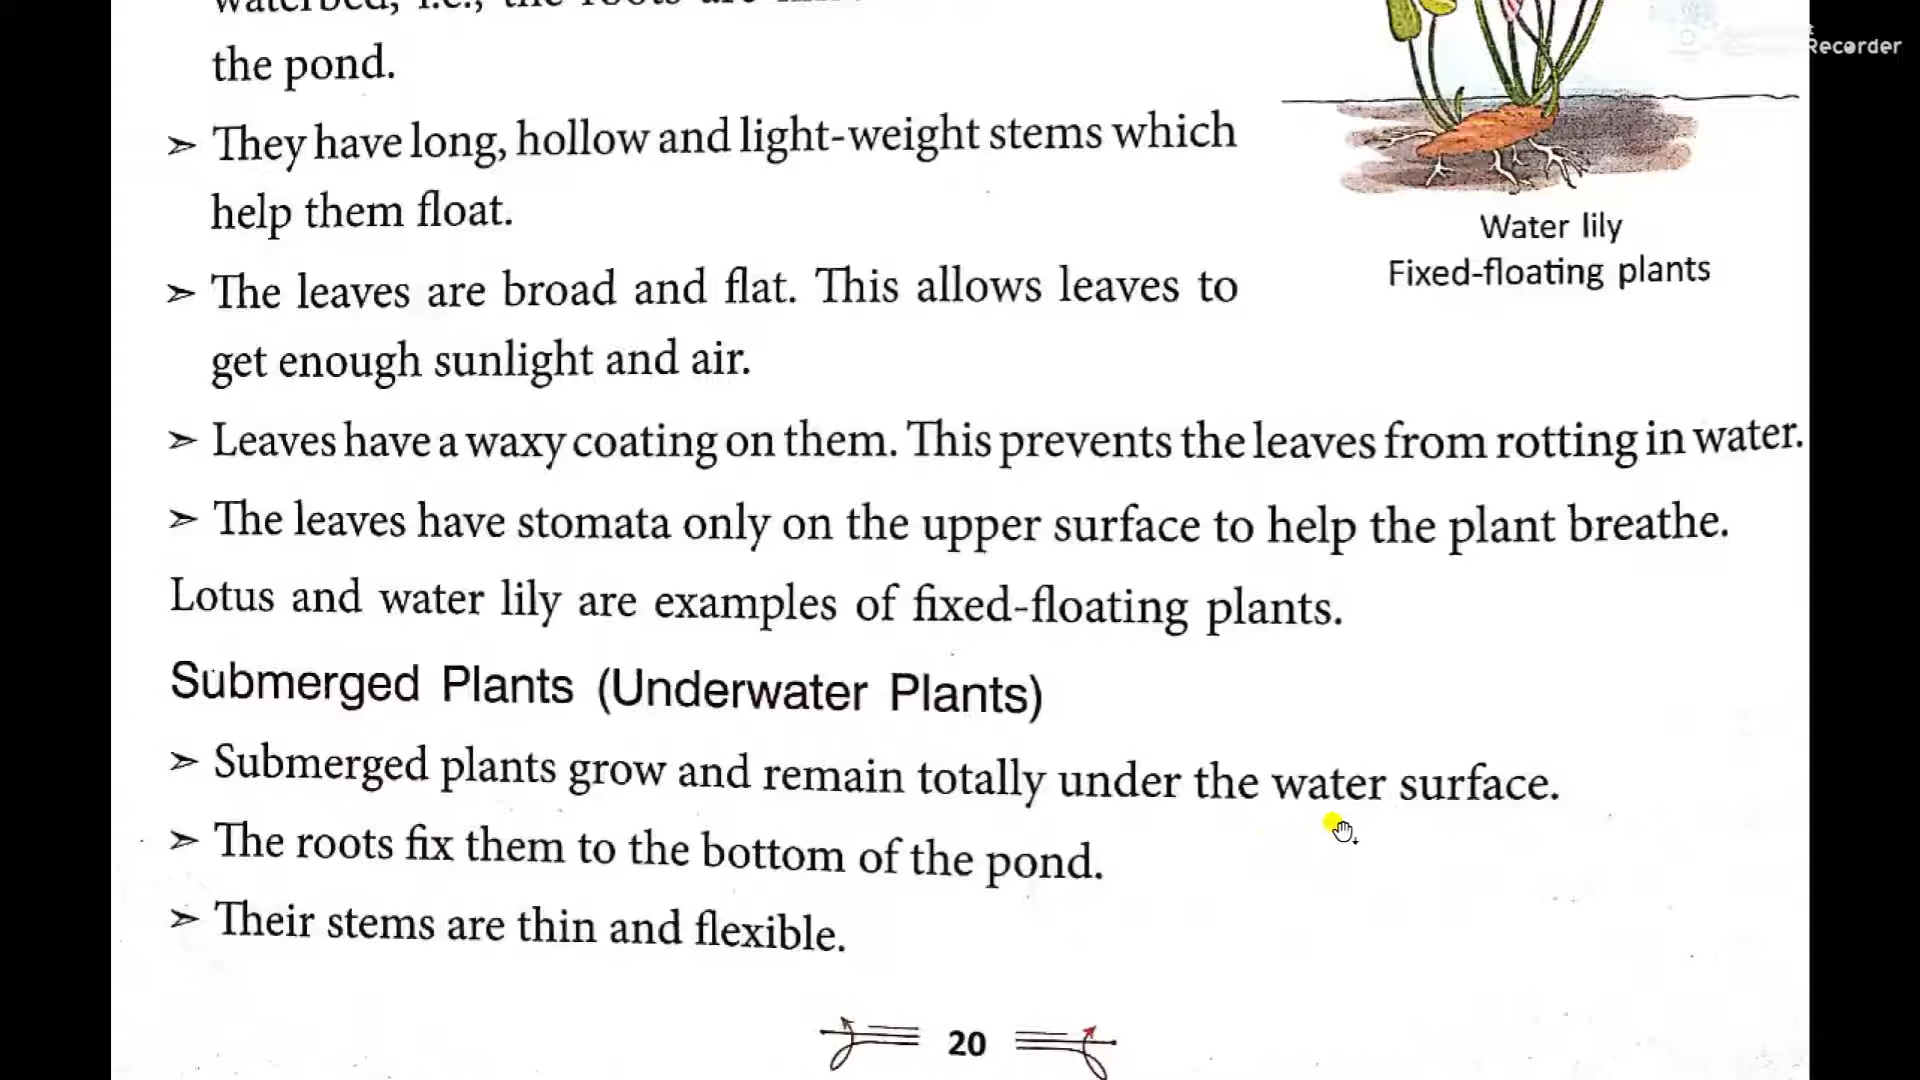 the pond.
➢ They have long, hollow and light-weight stems which
help them float.
➢ The leaves are broad and flat. This allows leaves to
get enough sunlight and air.
➢ Leaves have a waxy coating on them. This prevents the leaves from rotting in water.
➢ The leaves have stomata only on the upper surface to help the plant breathe.
Lotus and water lily are examples of fixed-floating plants.
Water lily
Fixed-floating plants
Submerged Plants (Underwater Plants)
➢ Submerged plants grow and remain totally under the water surface.
➢ The roots fix them to the bottom of the pond.
➢ Their stems are thin and flexible.
20
Recorder